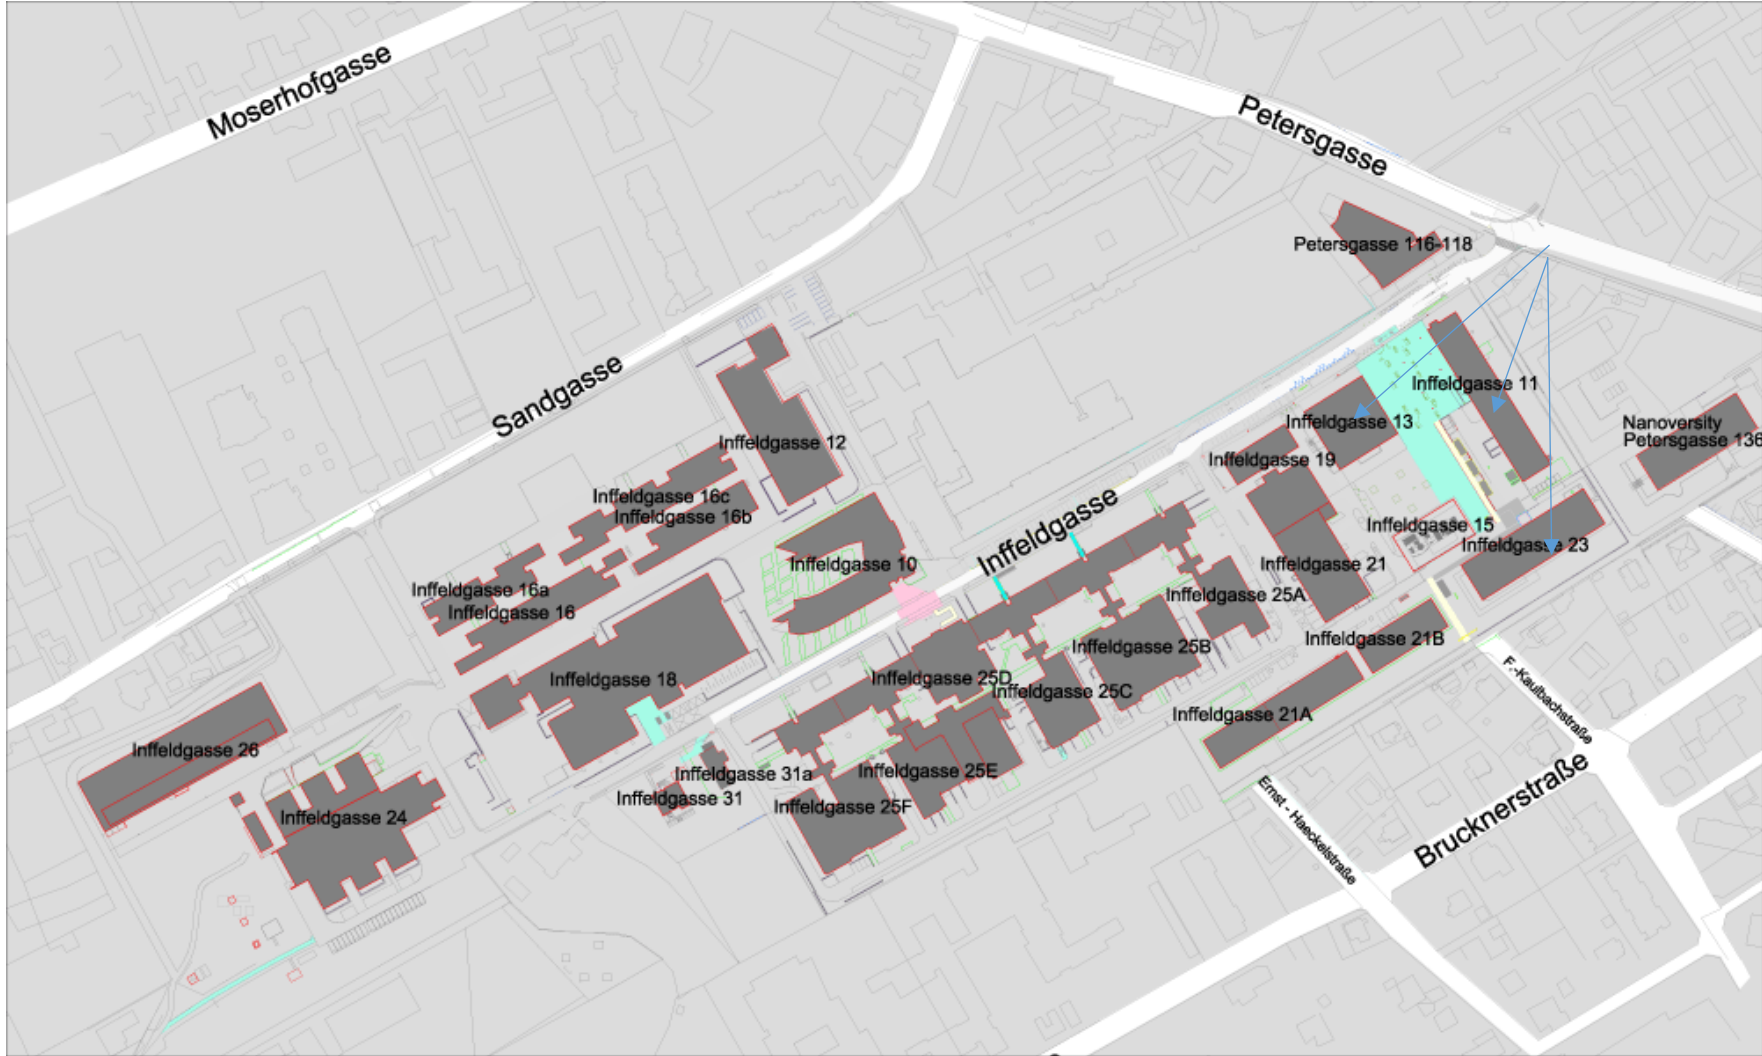 Moserhofgasse
Petersgasse
Petersgasse 116-118
Sandgasse
Inffeldgasse 11
Inffeldgasse 13
Nanoversity
Petersgasse 136
Inffeldgasse 12
Inffeldgasse 19
Inffeldgasse 16c
Inffeldgasse 16b
Inffeldgasse
Inffeldgasse 15
Inffeldgasse 23
Inffeldgasse 10
Inffeldgasse 21
Inffeldgasse 16a
Inffeldgasse 16
Inffeldgasse 25A
Inffeldgasse 21B
Inffeldgasse 25B
Inffeldgasse 18
Inffeldgasse 25D
Inffeldgasse 25C
F.-Kaulbachstraße
Inffeldgasse 21A
Inffeldgasse 26
Inffeldgasse 31a
Inffeldgasse 25E
Inffeldgasse 31
Inffeldgasse 25F
Inffeldgasse 24
Brucknerstraße
Ernst - Haeckelstraße